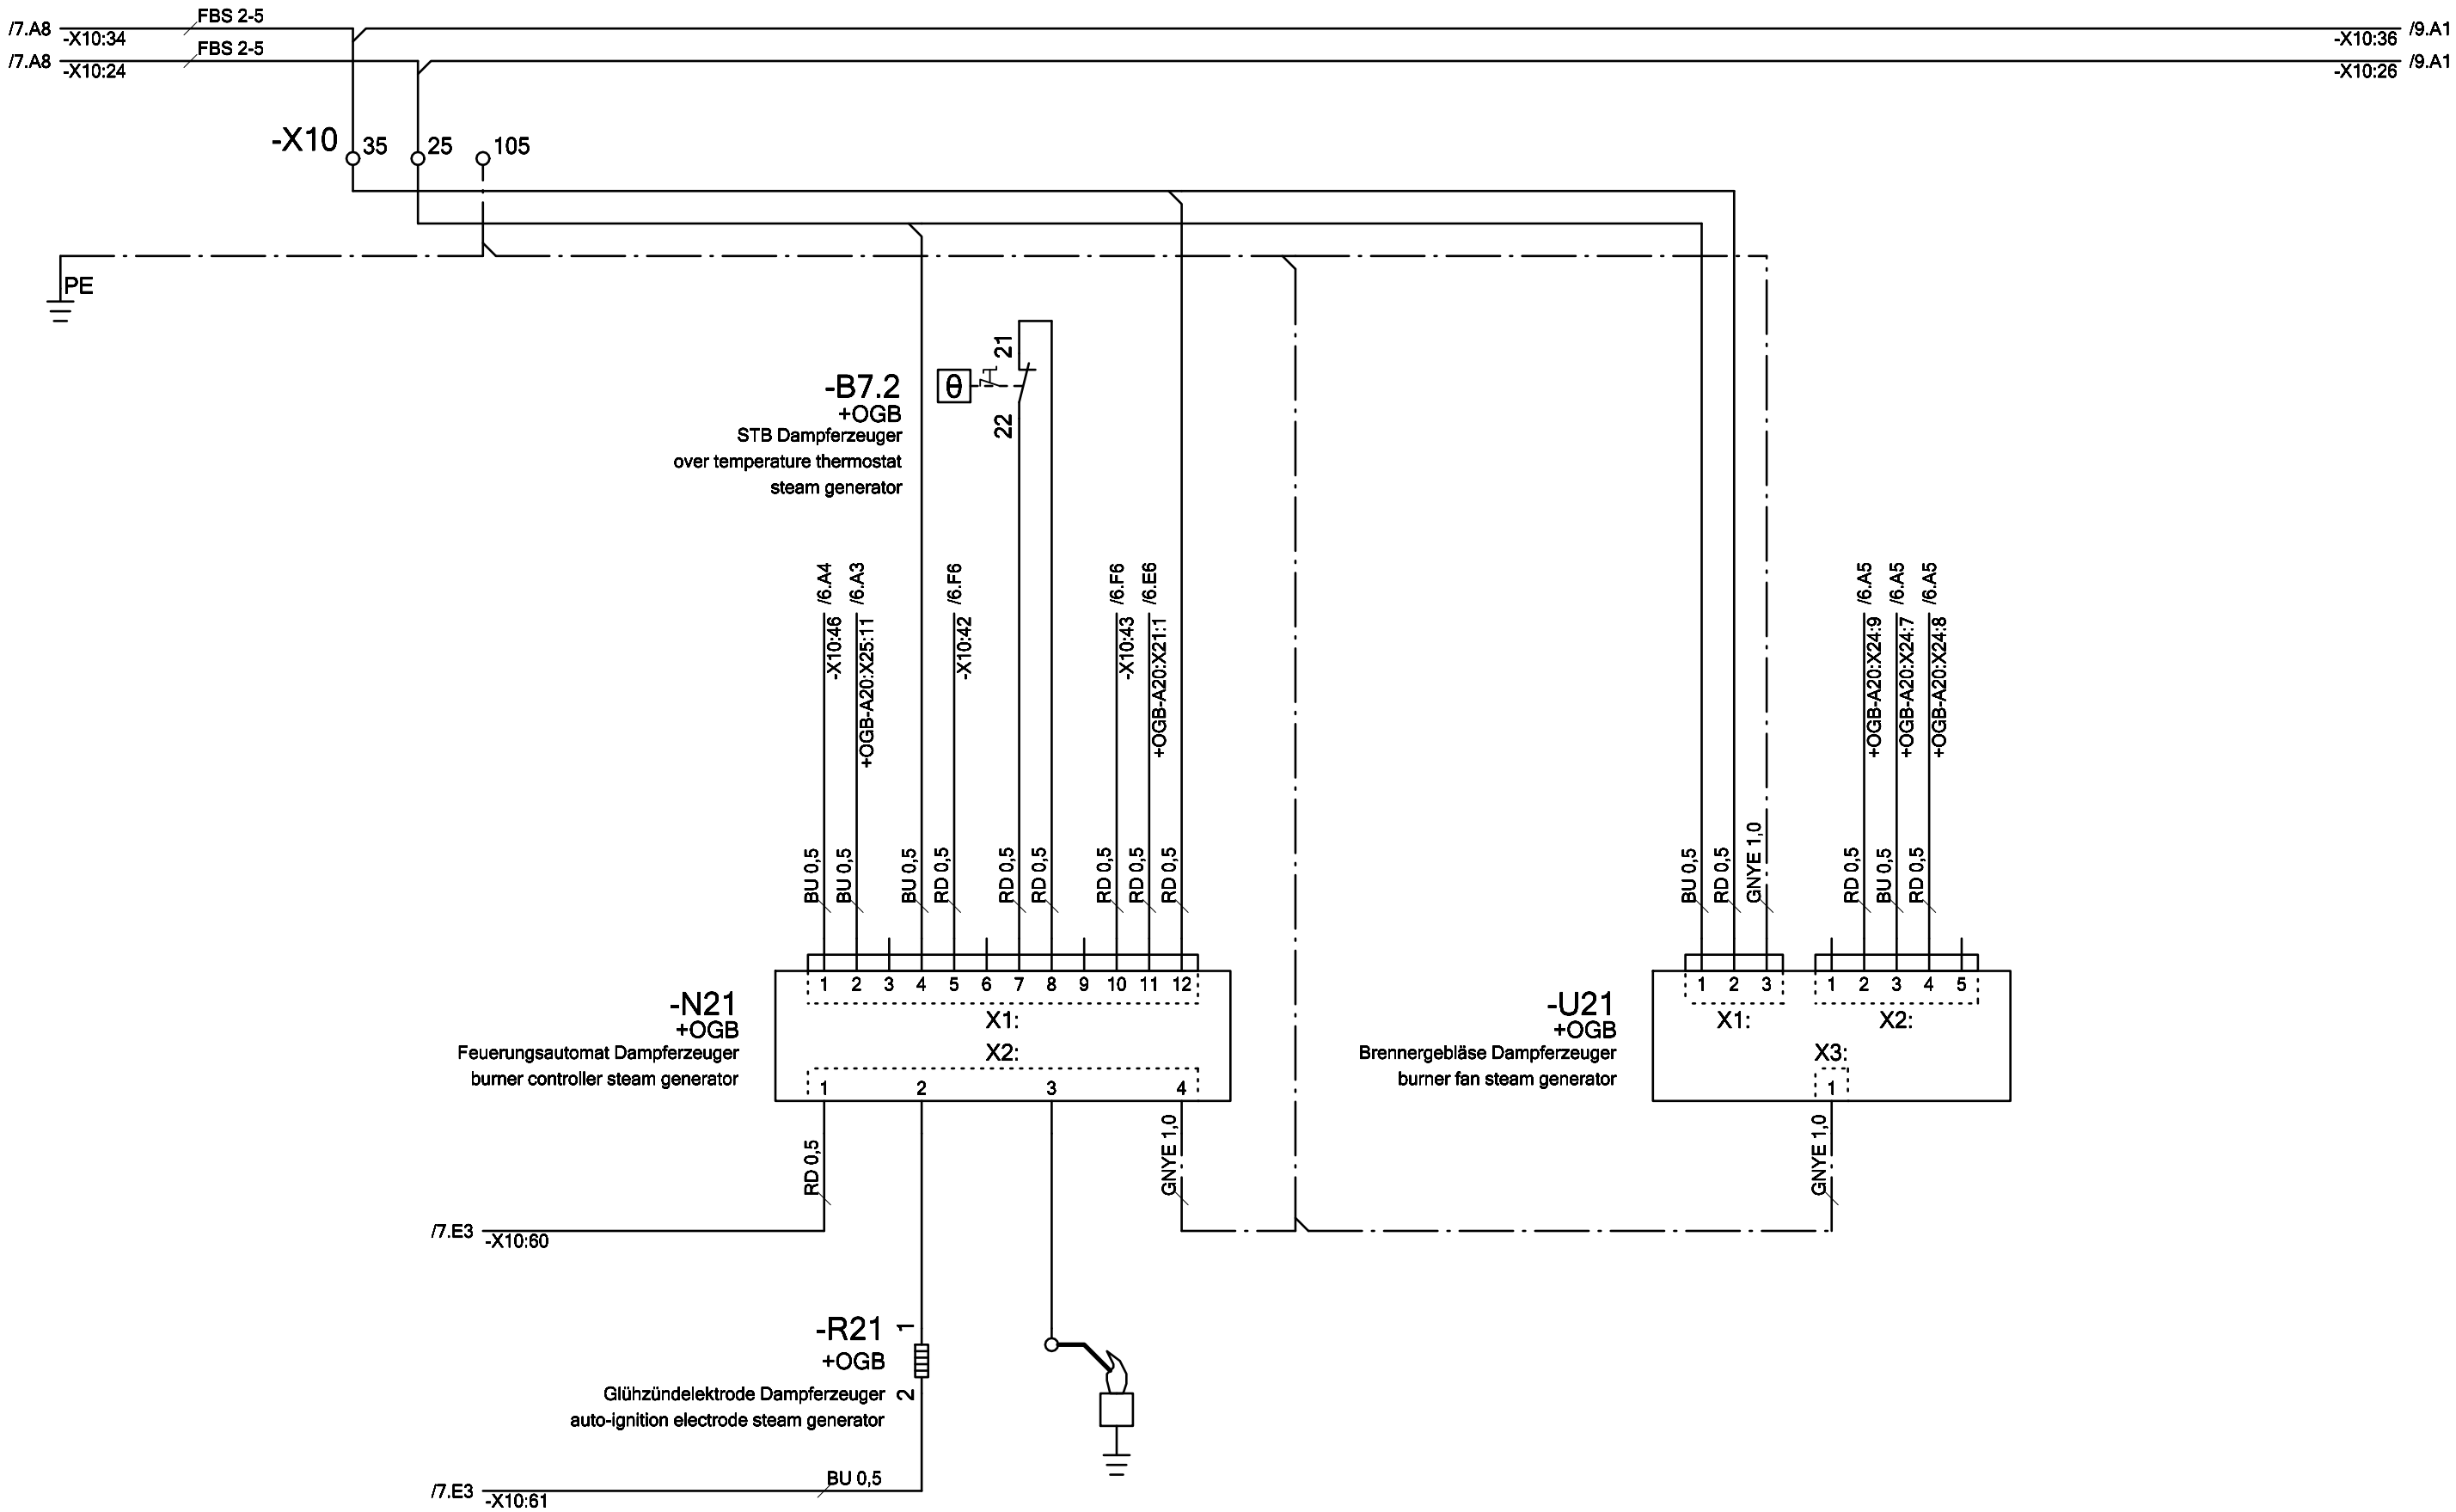 /7.A8
-X10:34
FBS 2-5
-X10:36
/9.A1
/7.A8
-X10:24
FBS 2-5
-X10:26
/9.A1
-X10
35
25
105
PE
21
22
θ
-B7.2
+OGB
STB Dampferzeuger
over temperature thermostat
steam generator
/6.A4
-X10:46
/6.A3
+OGB-A20:X25:11
/6.F6
-X10:42
/6.F6
-X10:43
/6.E6
+OGB-A20:X21:1
/6.A5
+OGB-A20:X24:9
/6.A5
+OGB-A20:X24:7
/6.A5
+OGB-A20:X24:8
BU 0,5
BU 0,5
BU 0,5
RD 0,5
RD 0,5
RD 0,5
RD 0,5
RD 0,5
RD 0,5
BU 0,5
RD 0,5
GNYE 1,0
RD 0,5
BU 0,5
RD 0,5
-N21
+OGB
Feuerungsautomat Dampferzeuger
burner controller steam generator
1 2 3 4 5 6 7 8 9 10 11 12
X1:
X2:
1 2 3 4
-U21
+OGB
Brennergebläse Dampferzeuger
burner fan steam generator
1 2 3
X1:
1 2 3 4 5
X2:
X3:
1
RD 0,5
GNYE 1,0
GNYE 1,0
/7.E3
-X10:60
-R21
+OGB
1
2
Glühzündelektrode Dampferzeuger
auto-ignition electrode steam generator
/7.E3
-X10:61
BU 0,5